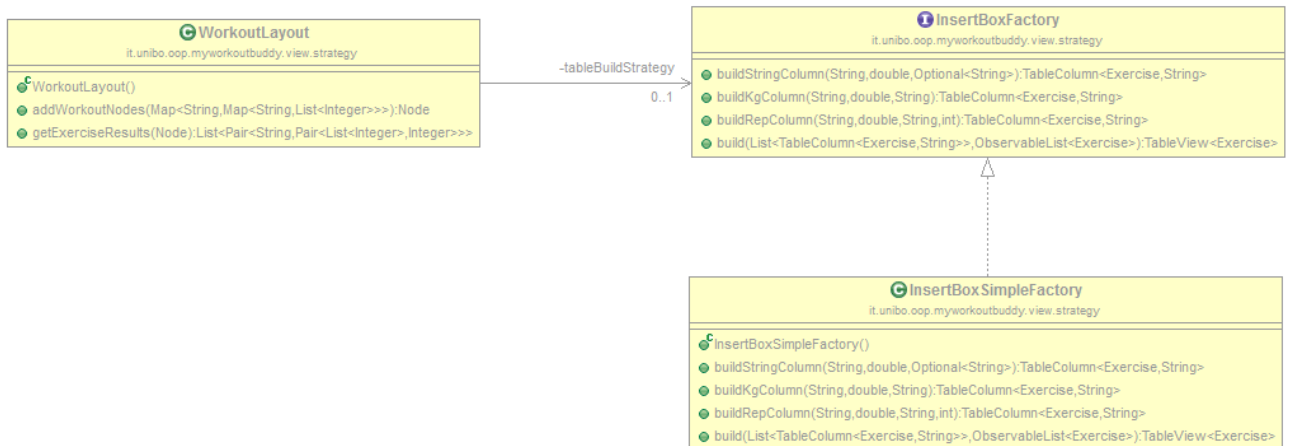 WorkoutLayout
it.unibo.oop.myworkoutbuddy.view.strategy
WorkoutLayout()
addWorkoutNodes(Map<String,Map<String,List<Integer>>>):Node
getExerciseResults(Node):List<Pair<String,Pair<List<Integer>,Integer>>>
-tableBuildStrategy
0..1
InsertBoxFactory
it.unibo.oop.myworkoutbuddy.view.strategy
buildStringColumn(String,double,Optional<String>):TableColumn<Exercise,String>
buildKgColumn(String,double,String):TableColumn<Exercise,String>
buildRepColumn(String,double,String,int):TableColumn<Exercise,String>
build(List<TableColumn<Exercise,String>>,ObservableList<Exercise>):TableView<Exercise>
InsertBoxSimpleFactory
it.unibo.oop.myworkoutbuddy.view.strategy
InsertBoxSimpleFactory()
buildStringColumn(String,double,Optional<String>):TableColumn<Exercise,String>
buildKgColumn(String,double,String):TableColumn<Exercise,String>
buildRepColumn(String,double,String,int):TableColumn<Exercise,String>
build(List<TableColumn<Exercise,String>>,ObservableList<Exercise>):TableView<Exercise>